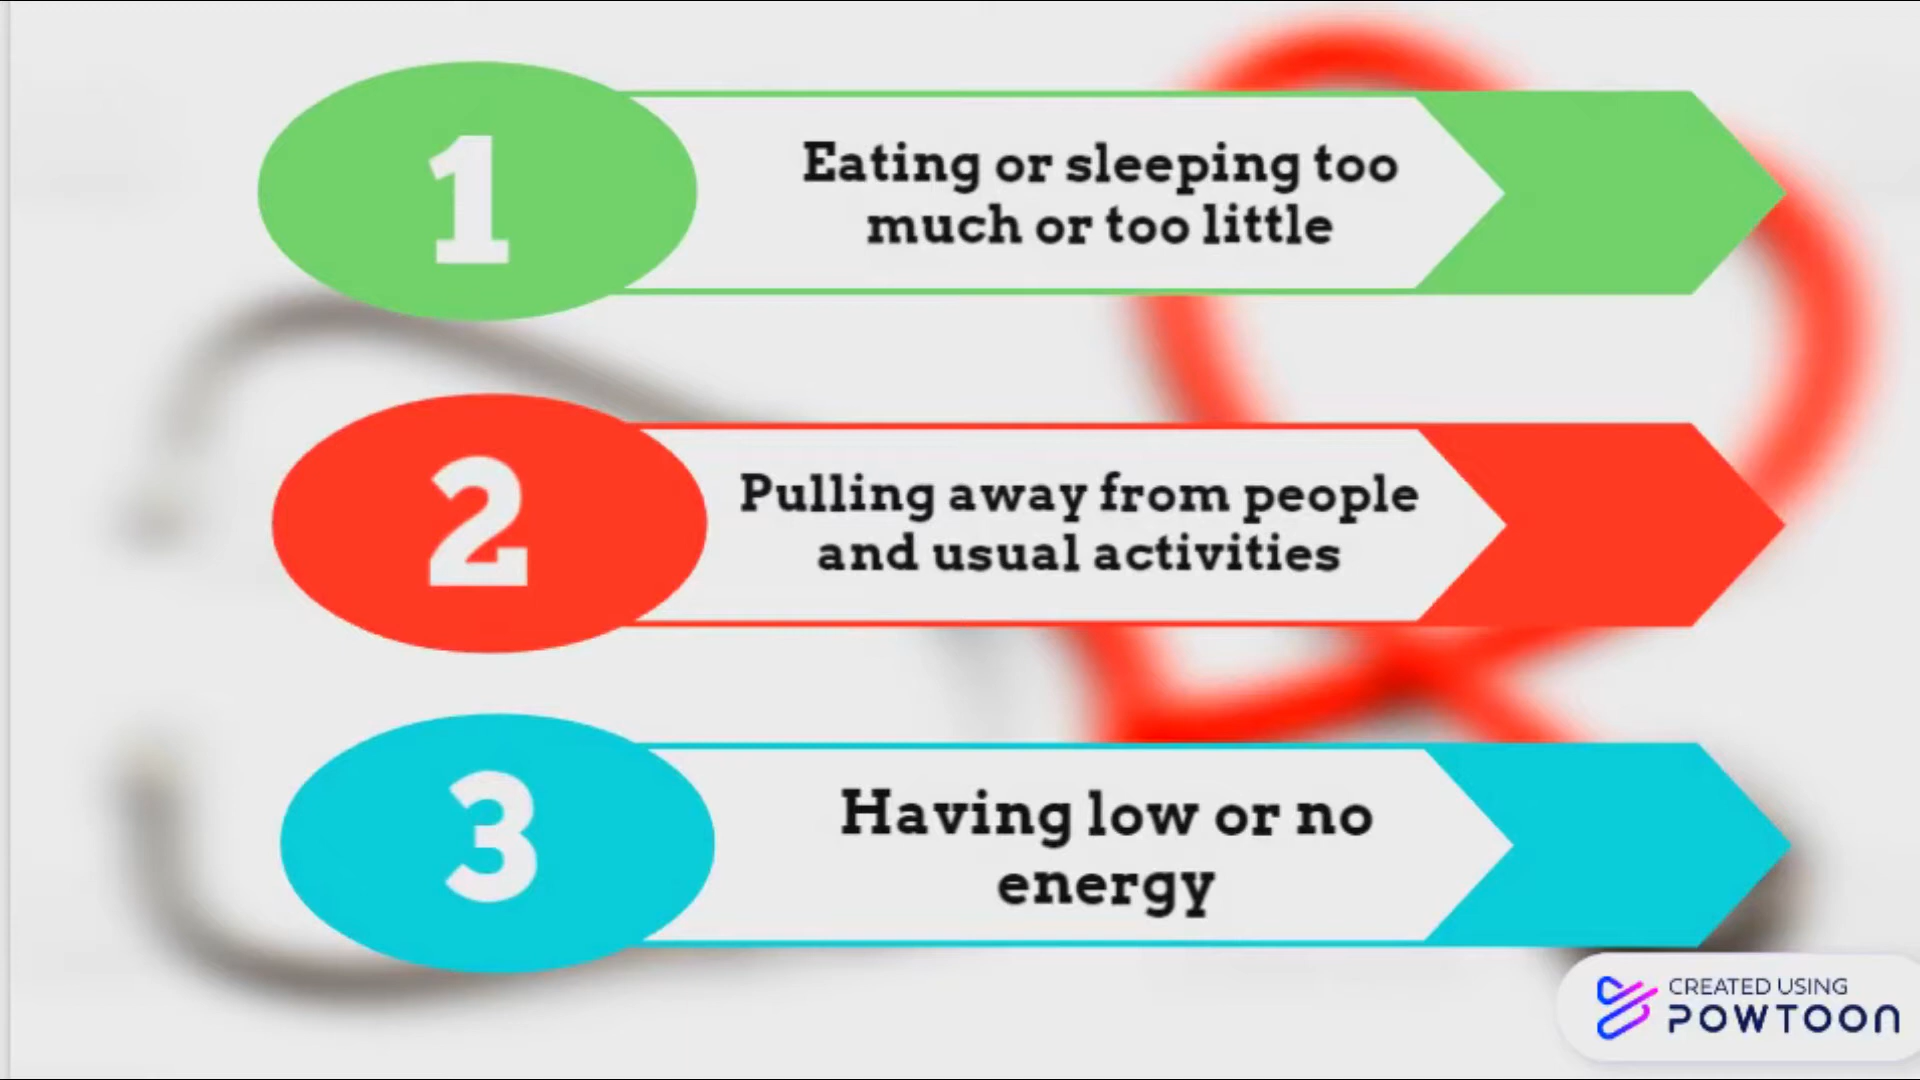 1
Eating or sleeping too
much or too little
2
Pulling away from people
and usual activities
3
Having low or no
energy
CREATED USING
POWTOON